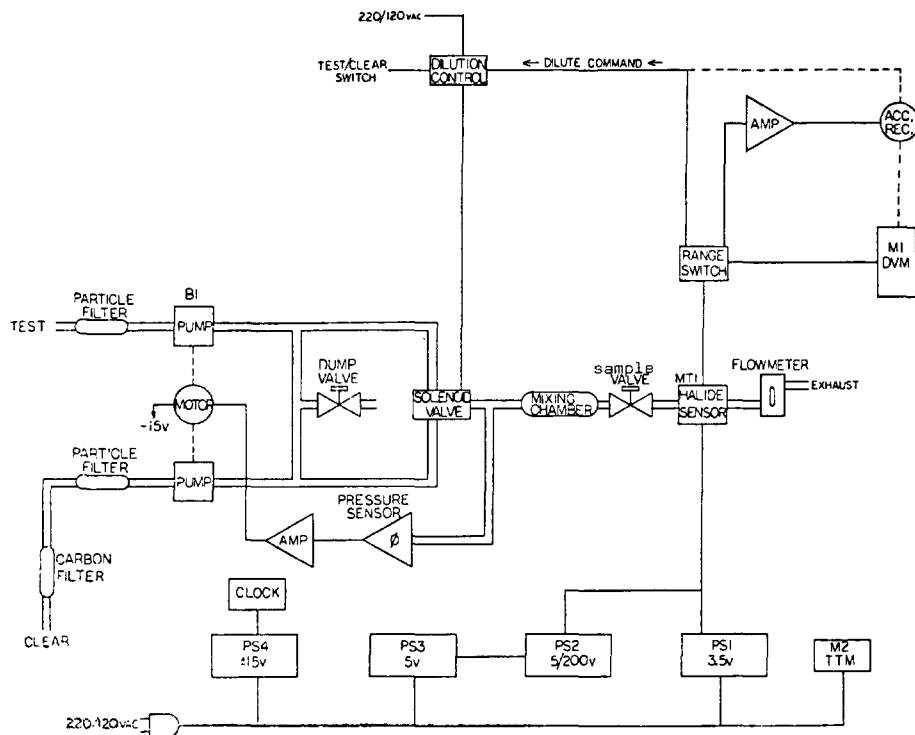 220/120VAC
TEST/CLEAR
SWITCH
DILUTION
CONTROL
← DILUTE COMMAND ←
AMP
ACC.
REC.
RANGE
SWITCH
M1
DVM
PARTICLE
FILTER
B1
TEST
PUMP
DUMP
VALVE
SOLENOID
VALVE
MIXING
CHAMBER
sample
VALVE
MT1
HALIDE
SENSOR
FLOWMETER
EXHAUST
MOTOR
-15V
PARTICLE
FILTER
PUMP
PRESSURE
SENSOR
AMP
ϕ
CARBON
FILTER
CLEAR
CLOCK
PS4
±15v
PS3
5v
PS2
5/200v
PS1
3.5v
M2
TTM
220/120VAC